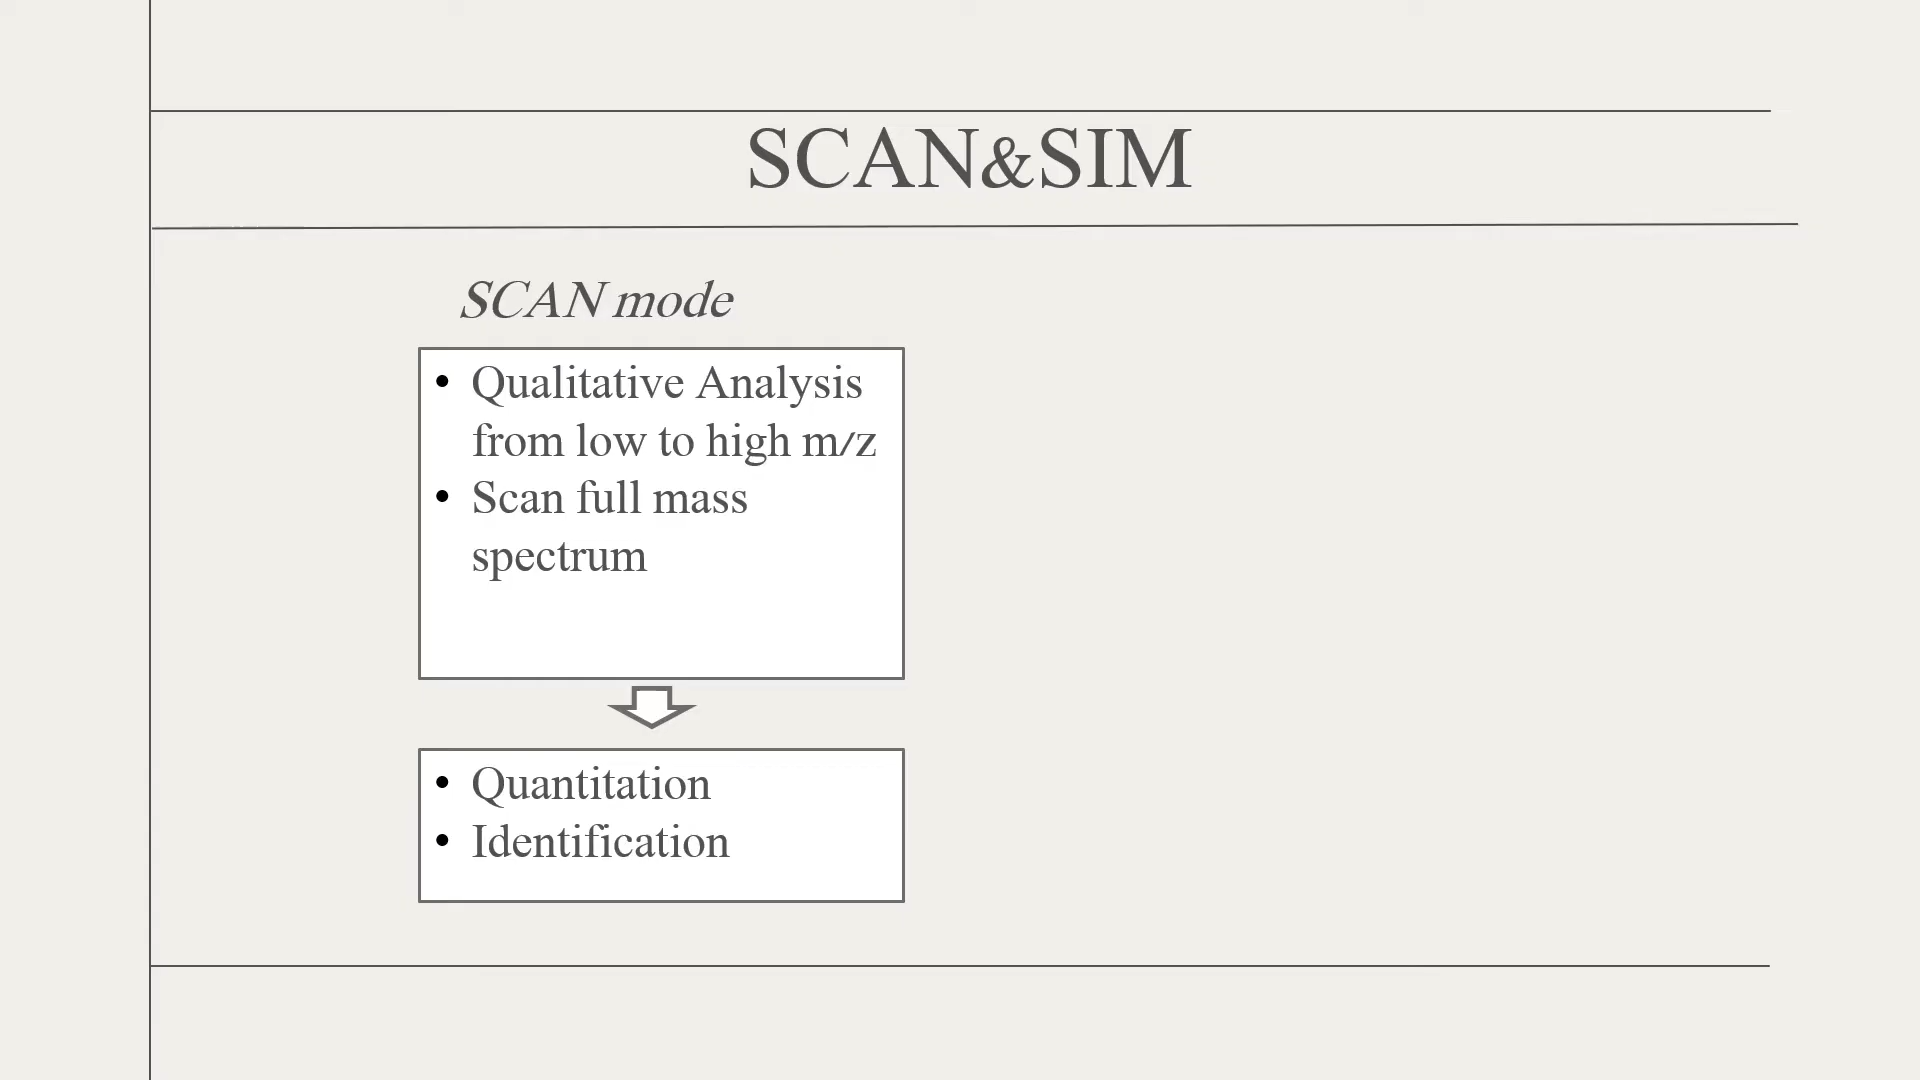 SCAN&SIM
SCAN mode
• Qualitative Analysis
from low to high m/z
• Scan full mass
spectrum
• Quantitation
• Identification